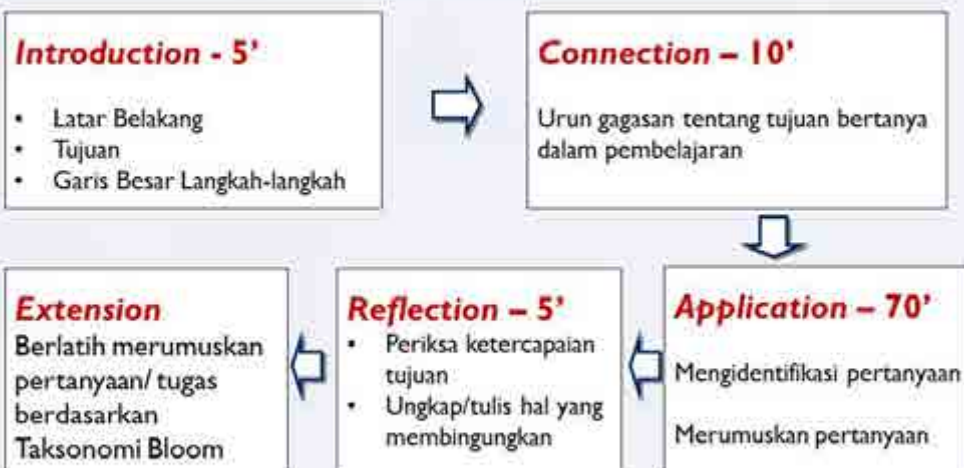 Introduction - 5’
• Latar Belakang
• Tujuan
• Garis Besar Langkah-langkah
Connection – 10’
Urun gagasan tentang tujuan bertanya
dalam pembelajaran
Application – 70’
Mengidentifikasi pertanyaan
Merumuskan pertanyaan
Reflection – 5’
• Periksa ketercapaian
tujuan
• Ungkap/tulis hal yang
membingungkan
Extension
Berlatih merumuskan
pertanyaan/ tugas
berdasarkan
Taksonomi Bloom